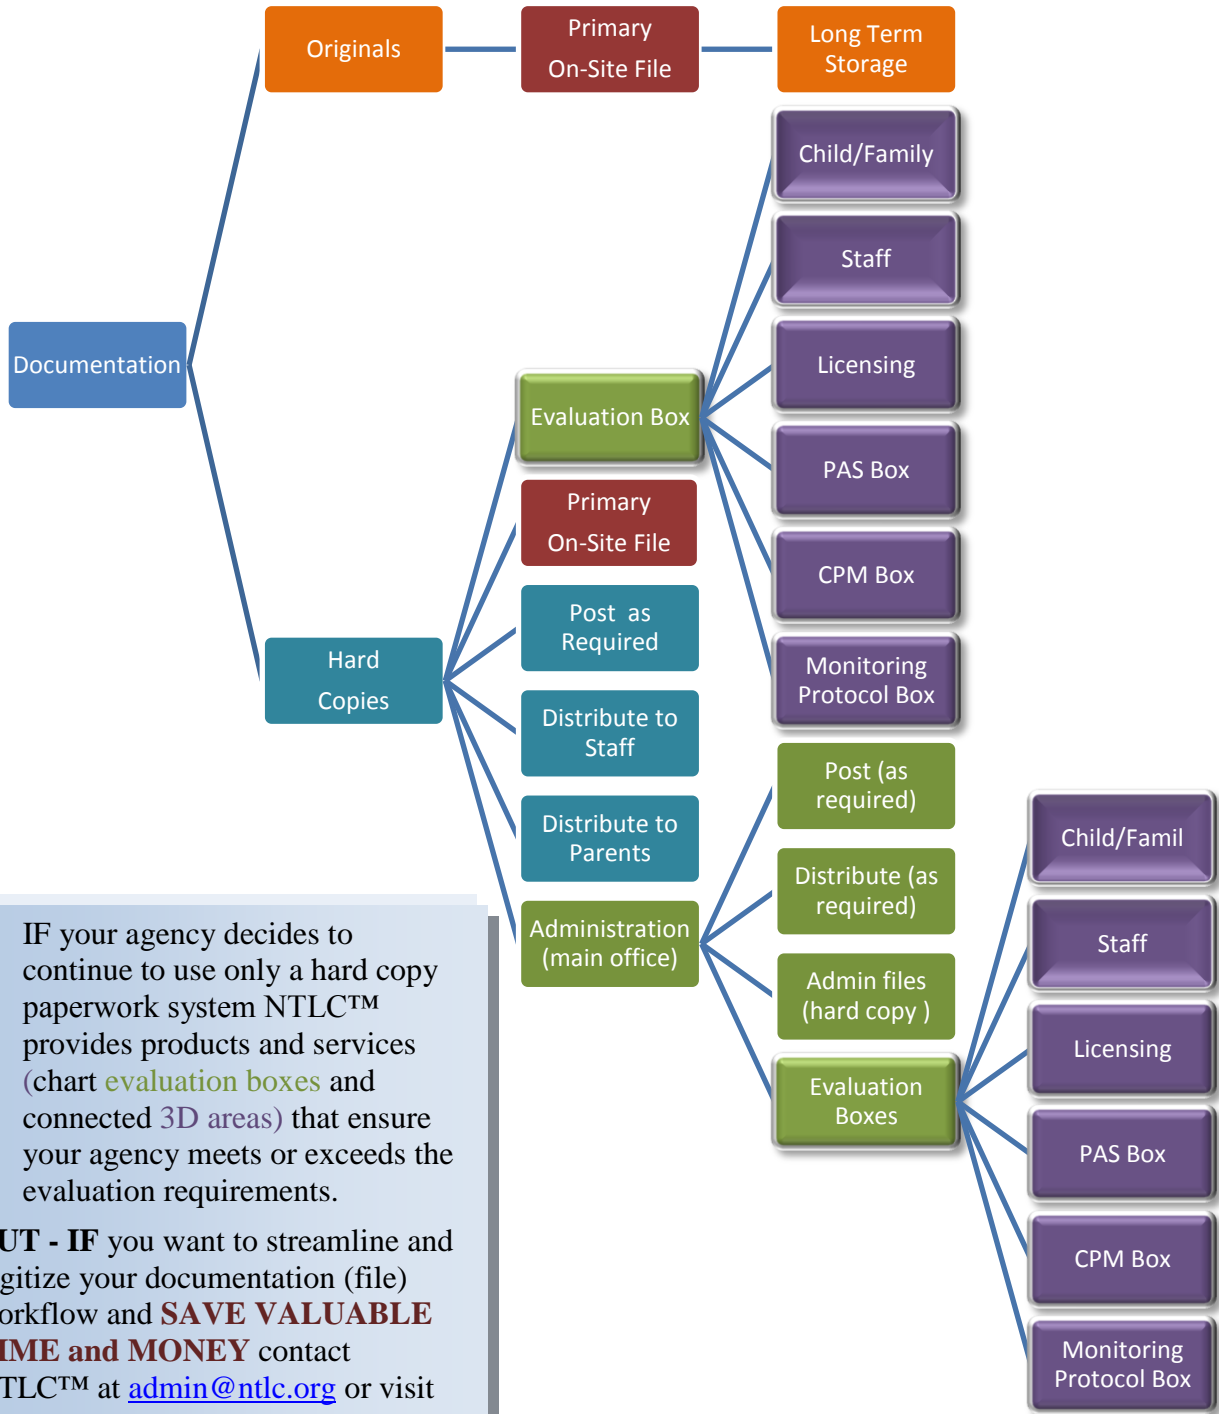 Originals
Primary
On-Site File
Long Term
Storage
Documentation
Child/Family
Staff
Licensing
PAS Box
CPM Box
Monitoring
Protocol Box
Evaluation Box
Primary
On-Site File
Post as
Required
Hard
Copies
Distribute to
Staff
Distribute to
Parents
Administration
(main office)
Post (as
required)
Distribute (as
required)
Admin files
(hard copy )
Evaluation
Boxes
Child/Famil
Staff
Licensing
PAS Box
CPM Box
Monitoring
Protocol Box
IF your agency decides to
continue to use only a hard copy
paperwork system NTLC™
provides products and services
(chart evaluation boxes and
connected 3D areas) that ensure
your agency meets or exceeds the
evaluation requirements.
UT - IF you want to streamline and
gitize your documentation (file)
orkflow and SAVE VALUABLE
IME and MONEY contact
TLC™ at admin@ntlc.org or visit